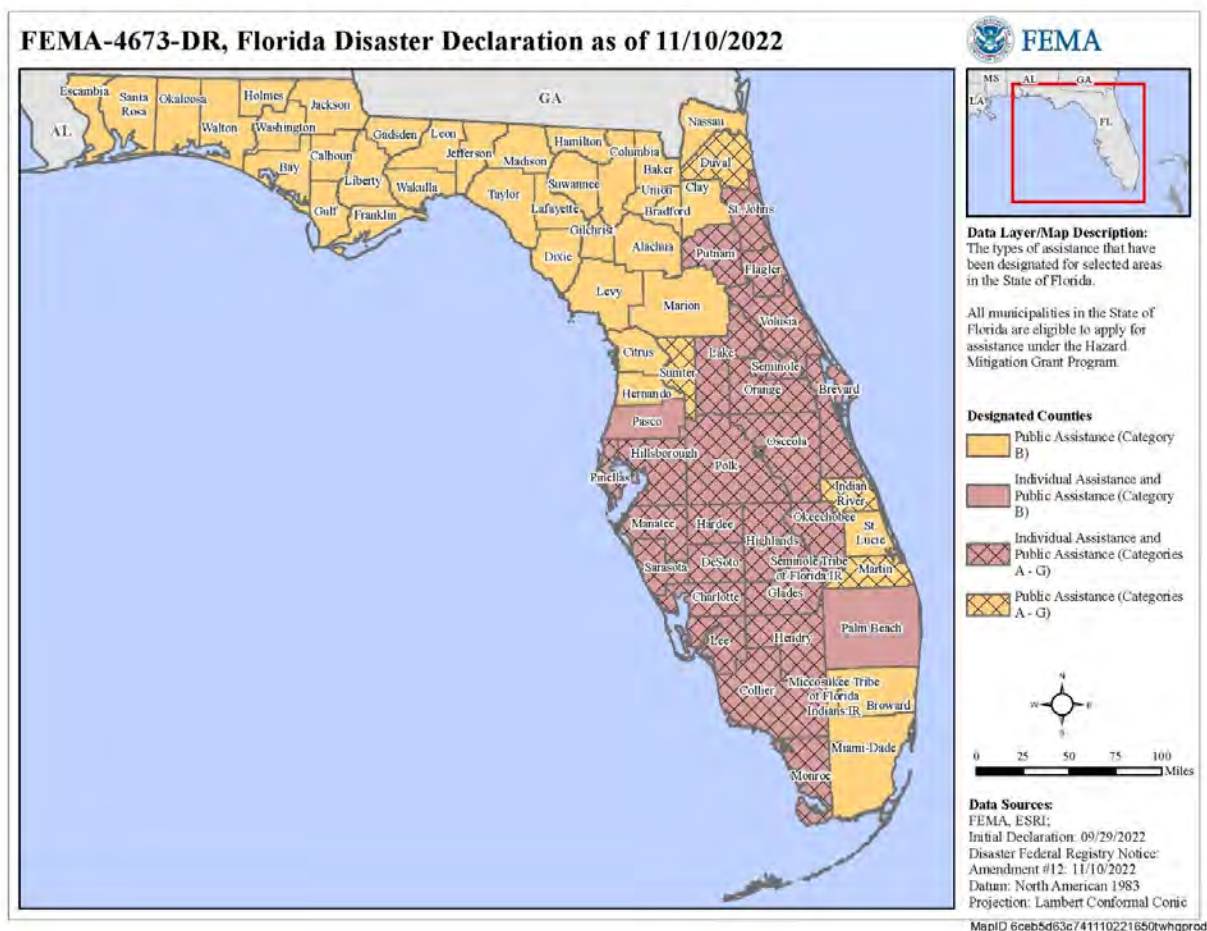 FEMA-4673-DR, Florida Disaster Declaration as of 11/10/2022
FEMA
Escambia
Santa
Rosa
Okaloosa
Holmes
Jackson
GA
AL
Walton
Washington
Gadsden
Leon
Hamilton
Nassau
Bay
Calhoun
Jefferson
Madison
Columbia
Duval
Liberty
Wakulla
Taylor
Suwannee
Baker
Gulf
Franklin
Lafayette
Union
Clay
Gilchrist
Bradford
St. Johns
Dixie
Alachua
Putnam
Flagler
Levy
Marion
Volusia
Citrus
Sumter
Lake
Seminole
Hernando
Orange
Brevard
Pasco
Osceola
Hillsborough
Polk
Pinellas
Indian
River
Manatee
Hardee
Okeechobee
St
Lucie
Highlands
Sarasota
DeSoto
Seminole Tribe
of Florida IR
Martin
Charlotte
Glades
Palm Beach
Lee
Hendry
Collier
Miccosukee Tribe
of Florida
Indians IR
Broward
Miami-Dade
Monroe
MS
AL
GA
LA
FL
Data Layer/Map Description:
The types of assistance that have
been designated for selected areas
in the State of Florida.
All municipalities in the State of
Florida are eligible to apply for
assistance under the Hazard
Mitigation Grant Program.
Designated Counties
Public Assistance (Category
B)
Individual Assistance and
Public Assistance (Category
B)
Individual Assistance and
Public Assistance (Categories
A - G)
Public Assistance (Categories
A - G)
N
W
E
S
0 25 50 75 100
Miles
Data Sources:
FEMA, ESRI;
Initial Declaration: 09/29/2022
Disaster Federal Registry Notice:
Amendment #12: 11/10/2022
Datum: North American 1983
Projection: Lambert Conformal Conic
MapID 6ceb5d63c741110221650twhqprod